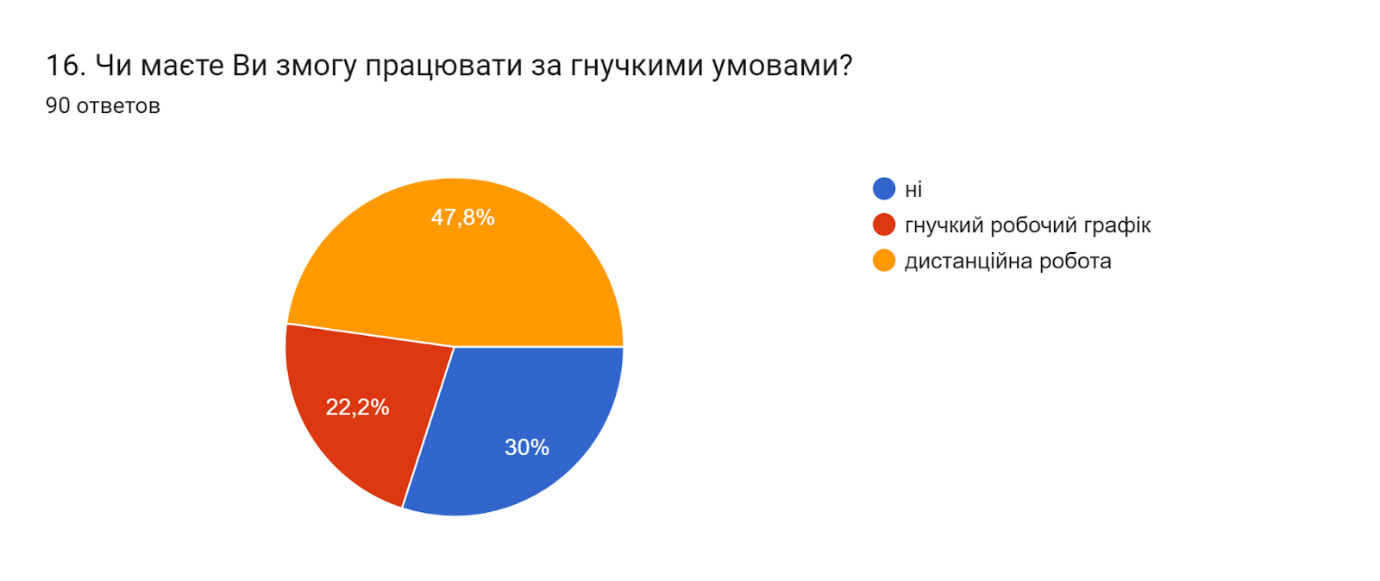 16. Чи маєте Ви змогу працювати за гнучкими умовами?
90 ответов
ні
гнучкий робочий графік
дистанційна робота
47,8%
22,2%
30%